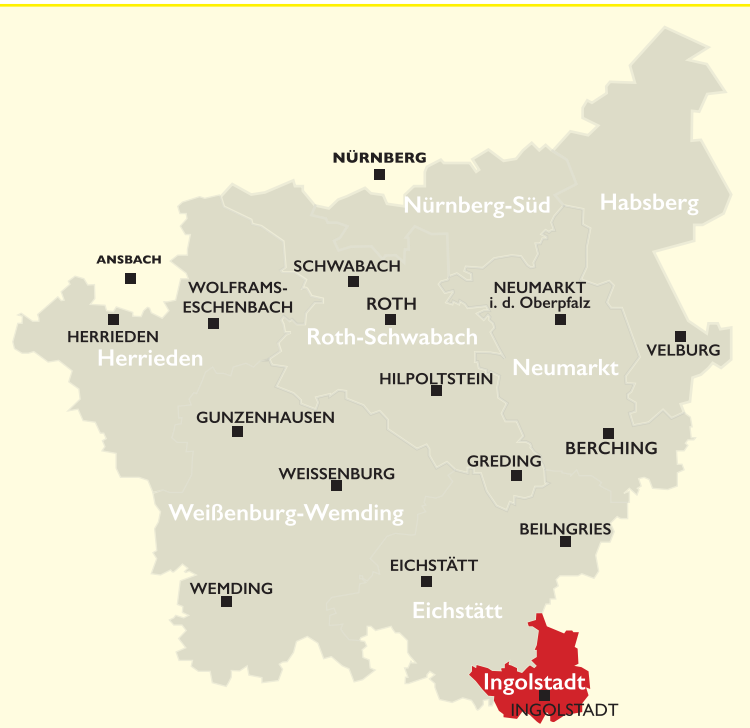 NÜRNBERG
Habsberg
Nürnberg-Süd
ANSBACH
SCHWABACH
WOLFRAMS-
ESCHENBACH
NEUMARKT
i. d. Oberpfalz
ROTH
HERRIEDEN
Roth-Schwabach
VELBURG
Herrieden
Neumarkt
HILPOLTSTEIN
GUNZENHAUSEN
BERCHING
GREDING
WEISSENBURG
Weißenburg-Wemding
BEILNGRIES
EICHSTÄTT
WEMDING
Eichstätt
Ingolstadt
INGOLSTADT